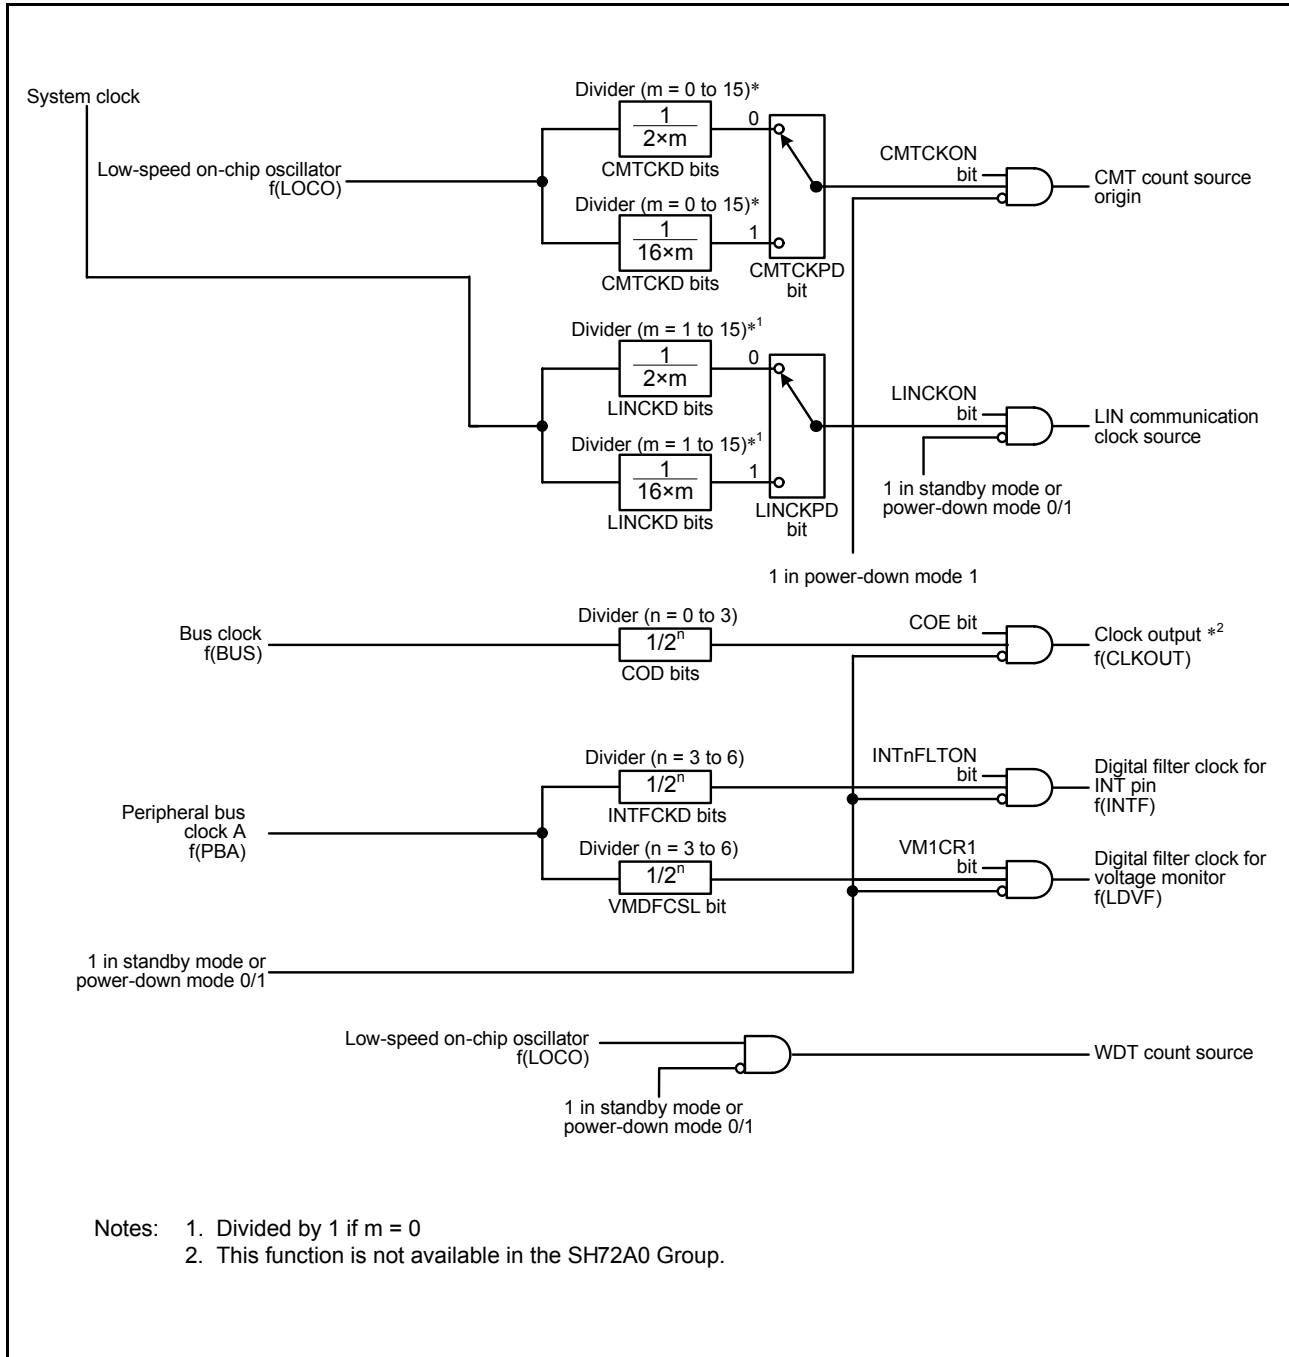 System clock
Divider (m = 0 to 15)*
1
2×m
CMTCKD bits
0
Low-speed on-chip oscillator
f(LOCO)
Divider (m = 0 to 15)*
1
16×m
CMTCKD bits
1
CMTCKPD
bit
CMTCKON
bit
CMT count source
origin
Divider (m = 1 to 15)*1
1
2×m
LINCKD bits
0
Divider (m = 1 to 15)*1
1
16×m
LINCKD bits
1
LINCKPD
bit
LINCKON
bit
LIN communication
clock source
1 in standby mode or
power-down mode 0/1
1 in power-down mode 1
Bus clock
f(BUS)
Divider (n = 0 to 3)
1/2n
COD bits
COE bit
Clock output *2
f(CLKOUT)
Peripheral bus
clock A
f(PBA)
Divider (n = 3 to 6)
1/2n
INTFCKD bits
INTnFLTON
bit
Digital filter clock for
INT pin
f(INTF)
Divider (n = 3 to 6)
1/2n
VMDFCSL bit
VM1CR1
bit
Digital filter clock for
voltage monitor
f(LDVF)
1 in standby mode or
power-down mode 0/1
Low-speed on-chip oscillator
f(LOCO)
1 in standby mode or
power-down mode 0/1
WDT count source
Notes: 1. Divided by 1 if m = 0
2. This function is not available in the SH72A0 Group.